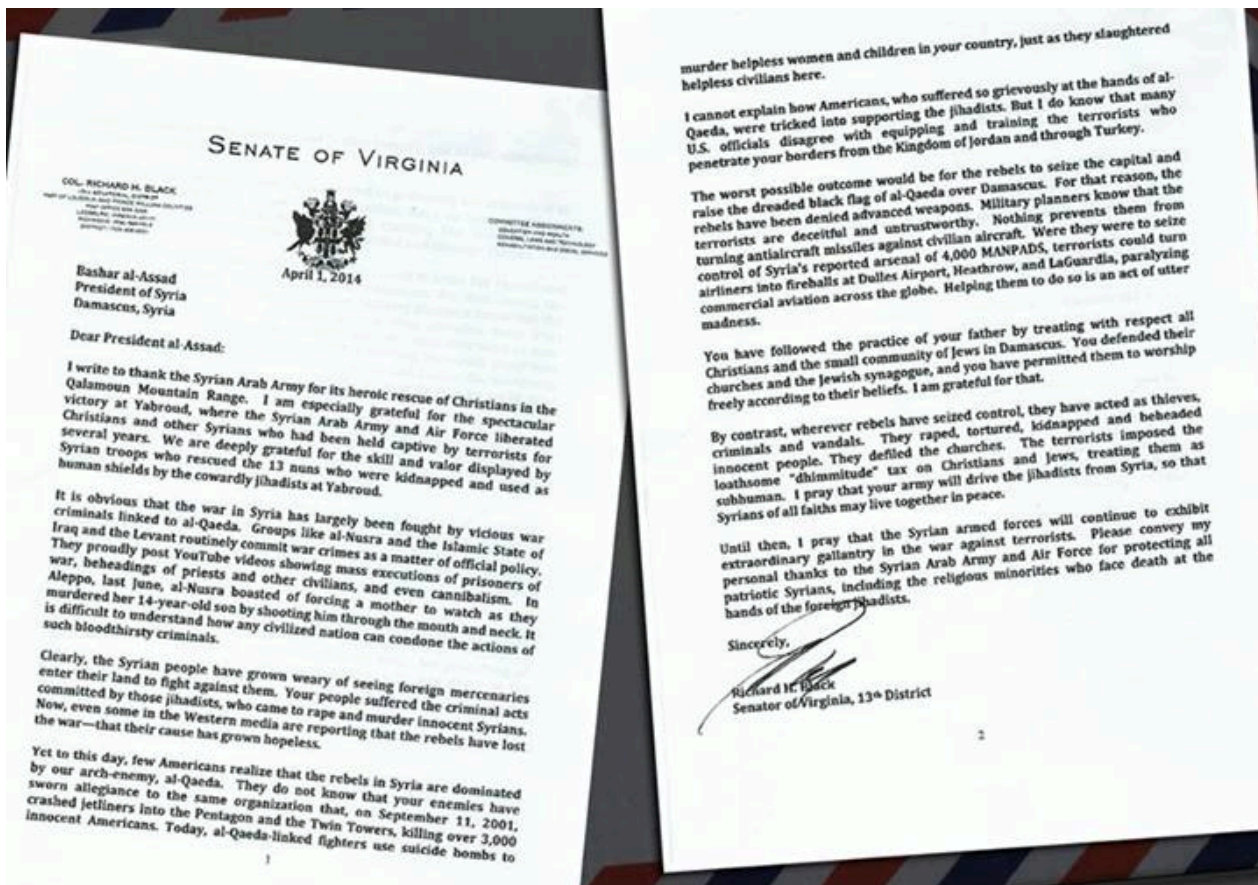 SENATE OF VIRGINIA
COL. RICHARD H. BLACK
COMMITTEE ASSIGNMENTS:
EDUCATION AND HEALTH
GENERAL LAWS AND TECHNOLOGY
REHABILITATION AND SOCIAL SERVICES
April 1, 2014
Bashar al-Assad
President of Syria
Damascus, Syria
Dear President al-Assad:
I write to thank the Syrian Arab Army for its heroic rescue of Christians in the
Qalamoun Mountain Range. I am especially grateful for the spectacular
victory at Yabroud, where the Syrian Arab Army and Air Force liberated
Christians and other Syrians who had been held captive by terrorists for
several years. We are deeply grateful for the skill and valor displayed by
Syrian troops who rescued the 13 nuns who were kidnapped and used as
human shields by the cowardly jihadists at Yabroud.
It is obvious that the war in Syria has largely been fought by vicious war
criminals linked to al-Qaeda. Groups like al-Nusra and the Islamic State of
Iraq and the Levant routinely commit war crimes as a matter of official policy.
They proudly post YouTube videos showing mass executions of prisoners of
war, beheadings of priests and other civilians, and even cannibalism. In
Aleppo, last June, al-Nusra boasted of forcing a mother to watch as they
murdered her 14-year-old son by shooting him through the mouth and neck. It
is difficult to understand how any civilized nation can condone the actions of
such bloodthirsty criminals.
Clearly, the Syrian people have grown weary of seeing foreign mercenaries
enter their land to fight against them. Your people suffered the criminal acts
committed by those jihadists, who came to rape and murder innocent Syrians.
Now, even some in the Western media are reporting that the rebels have lost
the war—that their cause has grown hopeless.
Yet to this day, few Americans realize that the rebels in Syria are dominated
by our arch-enemy, al-Qaeda. They do not know that your enemies have
sworn allegiance to the same organization that, on September 11, 2001,
crashed jetliners into the Pentagon and the Twin Towers, killing over 3,000
innocent Americans. Today, al-Qaeda-linked fighters use suicide bombs to
1
murder helpless women and children in your country, just as they slaughtered
helpless civilians here.
I cannot explain how Americans, who suffered so grievously at the hands of al-
Qaeda, were tricked into supporting the jihadists. But I do know that many
U.S. officials disagree with equipping and training the terrorists who
penetrate your borders from the Kingdom of Jordan and through Turkey.
The worst possible outcome would be for the rebels to seize the capital and
raise the dreaded black flag of al-Qaeda over Damascus. For that reason, the
rebels have been denied advanced weapons. Military planners know that the
terrorists are deceitful and untrustworthy. Nothing prevents them from
turning antiaircraft missiles against civilian aircraft. Were they were to seize
control of Syria's reported arsenal of 4,000 MANPADS, terrorists could turn
airliners into fireballs at Dulles Airport, Heathrow, and LaGuardia, paralyzing
commercial aviation across the globe. Helping them to do so is an act of utter
madness.
You have followed the practice of your father by treating with respect all
Christians and the small community of Jews in Damascus. You defended their
churches and the Jewish synagogue, and you have permitted them to worship
freely according to their beliefs. I am grateful for that.
By contrast, wherever rebels have seized control, they have acted as thieves,
criminals and vandals. They raped, tortured, kidnapped and beheaded
innocent people. They defiled the churches. The terrorists imposed the
loathsome "dhimmitude" tax on Christians and Jews, treating them as
subhuman. I pray that your army will drive the jihadists from Syria, so that
Syrians of all faiths may live together in peace.
Until then, I pray that the Syrian armed forces will continue to exhibit
extraordinary gallantry in the war against terrorists. Please convey my
personal thanks to the Syrian Arab Army and Air Force for protecting all
patriotic Syrians, including the religious minorities who face death at the
hands of the foreign jihadists.
Sincerely,
Richard H. Black
Senator of Virginia, 13th District
2